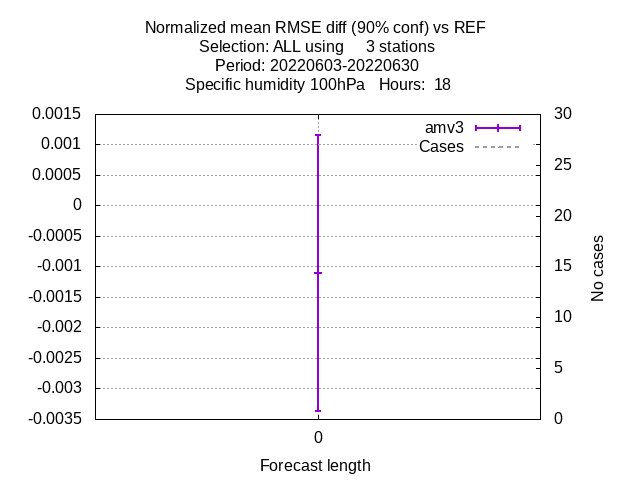 Normalized mean RMSE diff (90% conf) vs REF
Selection: ALL using     3 stations
Period: 20220603-20220630
Specific humidity 100hPa   Hours:  18
0.0015
0.001
0.0005
0
-0.0005
-0.001
-0.0015
-0.002
-0.0025
-0.003
-0.0035
amv3
Cases
30
25
20
15
10
5
0
No cases
0
Forecast length